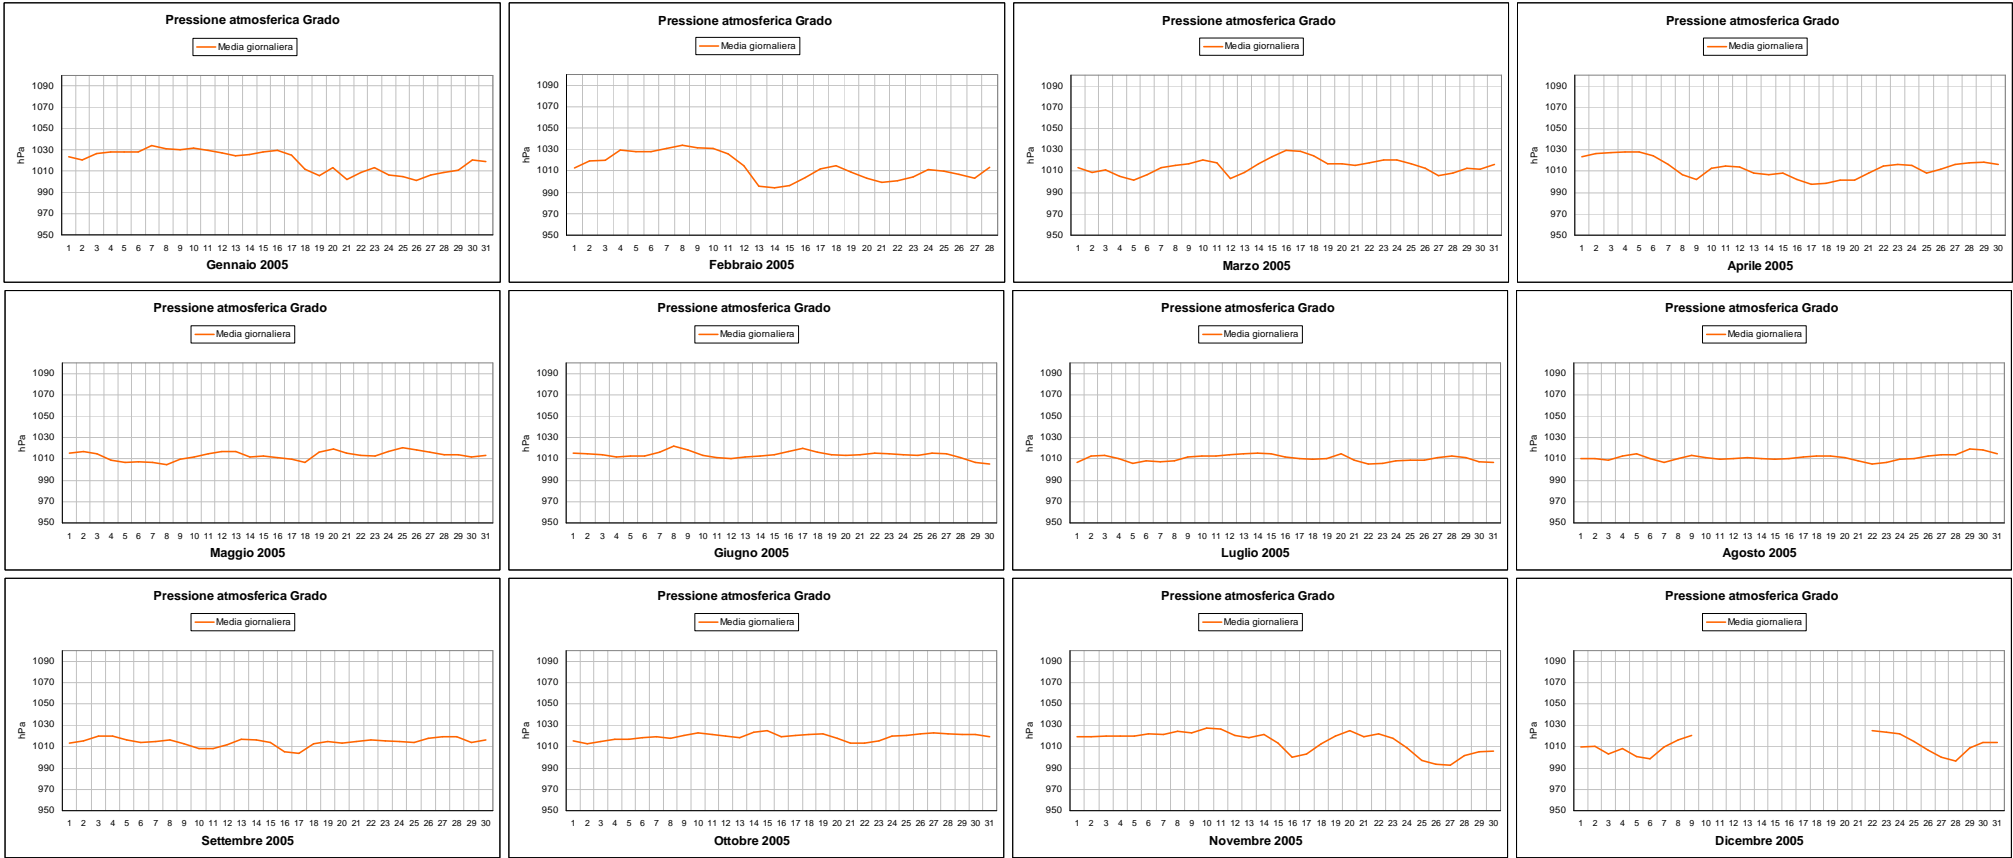 Pressione atmosferica Grado
Media giornaliera
hPa
1090
1070
1050
1030
1010
990
970
950
1 2 3 4 5 6 7 8 9 10 11 12 13 14 15 16 17 18 19 20 21 22 23 24 25 26 27 28 29 30 31
Gennaio 2005
Pressione atmosferica Grado
Media giornaliera
hPa
1090
1070
1050
1030
1010
990
970
950
1 2 3 4 5 6 7 8 9 10 11 12 13 14 15 16 17 18 19 20 21 22 23 24 25 26 27 28
Febbraio 2005
Pressione atmosferica Grado
Media giornaliera
hPa
1090
1070
1050
1030
1010
990
970
950
1 2 3 4 5 6 7 8 9 10 11 12 13 14 15 16 17 18 19 20 21 22 23 24 25 26 27 28 29 30 31
Marzo 2005
Pressione atmosferica Grado
Media giornaliera
hPa
1090
1070
1050
1030
1010
990
970
950
1 2 3 4 5 6 7 8 9 10 11 12 13 14 15 16 17 18 19 20 21 22 23 24 25 26 27 28 29 30
Aprile 2005
Pressione atmosferica Grado
Media giornaliera
hPa
1090
1070
1050
1030
1010
990
970
950
1 2 3 4 5 6 7 8 9 10 11 12 13 14 15 16 17 18 19 20 21 22 23 24 25 26 27 28 29 30 31
Maggio 2005
Pressione atmosferica Grado
Media giornaliera
hPa
1090
1070
1050
1030
1010
990
970
950
1 2 3 4 5 6 7 8 9 10 11 12 13 14 15 16 17 18 19 20 21 22 23 24 25 26 27 28 29 30
Giugno 2005
Pressione atmosferica Grado
Media giornaliera
hPa
1090
1070
1050
1030
1010
990
970
950
1 2 3 4 5 6 7 8 9 10 11 12 13 14 15 16 17 18 19 20 21 22 23 24 25 26 27 28 29 30 31
Luglio 2005
Pressione atmosferica Grado
Media giornaliera
hPa
1090
1070
1050
1030
1010
990
970
950
1 2 3 4 5 6 7 8 9 10 11 12 13 14 15 16 17 18 19 20 21 22 23 24 25 26 27 28 29 30 31
Agosto 2005
Pressione atmosferica Grado
Media giornaliera
hPa
1090
1070
1050
1030
1010
990
970
950
1 2 3 4 5 6 7 8 9 10 11 12 13 14 15 16 17 18 19 20 21 22 23 24 25 26 27 28 29 30
Settembre 2005
Pressione atmosferica Grado
Media giornaliera
hPa
1090
1070
1050
1030
1010
990
970
950
1 2 3 4 5 6 7 8 9 10 11 12 13 14 15 16 17 18 19 20 21 22 23 24 25 26 27 28 29 30 31
Ottobre 2005
Pressione atmosferica Grado
Media giornaliera
hPa
1090
1070
1050
1030
1010
990
970
950
1 2 3 4 5 6 7 8 9 10 11 12 13 14 15 16 17 18 19 20 21 22 23 24 25 26 27 28 29 30
Novembre 2005
Pressione atmosferica Grado
Media giornaliera
hPa
1090
1070
1050
1030
1010
990
970
950
1 2 3 4 5 6 7 8 9 10 11 12 13 14 15 16 17 18 19 20 21 22 23 24 25 26 27 28 29 30 31
Dicembre 2005